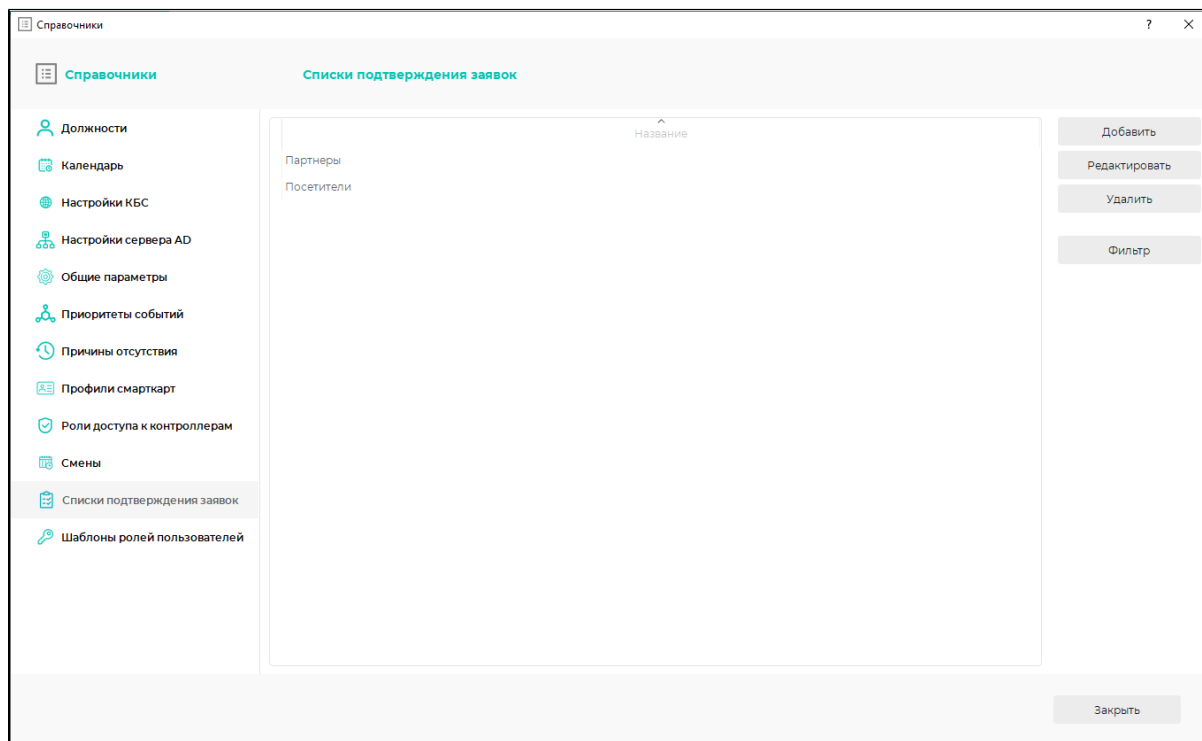 Справочники
?
Справочники
Списки подтверждения заявок
Должности
Календарь
Настройки КБС
Настройки сервера AD
Общие параметры
Приоритеты событий
Причины отсутствия
Профили смарткарт
Роли доступа к контроллерам
Смены
Списки подтверждения заявок
Шаблоны ролей пользователей
Название
Партнеры
Посетители
Добавить
Редактировать
Удалить
Фильтр
Закрыть